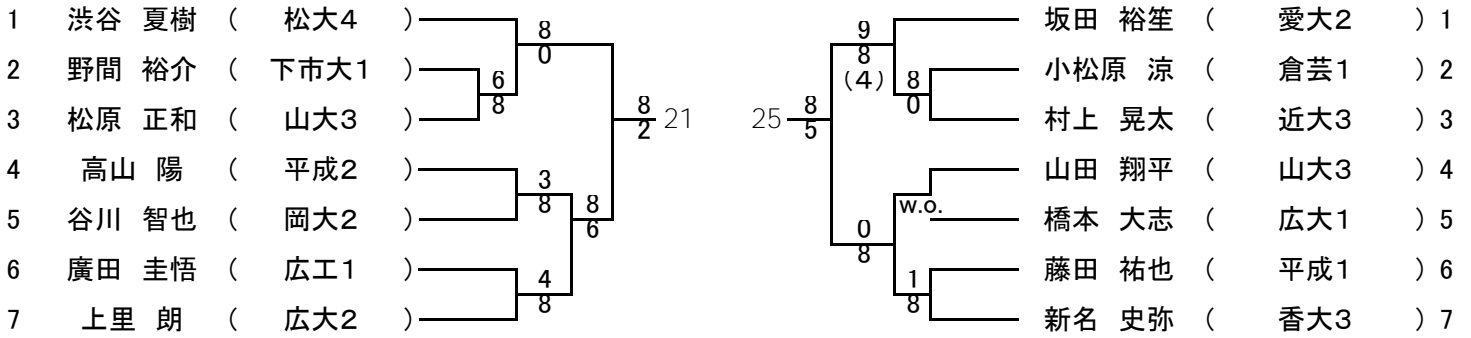 1 渋谷 夏樹 ( 松大4 )
2 野間 裕介 ( 下市大1 )
3 松原 正和 ( 山大3 )
4 高山 陽 ( 平成2 )
5 谷川 智也 ( 岡大2 )
6 廣田 圭悟 ( 広工1 )
7 上里 朗 ( 広大2 )
8
0
6
8
8
2
21
3
8
8
6
4
8
坂田 裕笙 ( 愛大2 ) 1
小松原 涼 ( 倉芸1 ) 2
村上 晃太 ( 近大3 ) 3
山田 翔平 ( 山大3 ) 4
橋本 大志 ( 広大1 ) 5
藤田 祐也 ( 平成1 ) 6
新名 史弥 ( 香大3 ) 7
9
8
(4)
8
0
25
8
5
w.o.
0
8
1
8